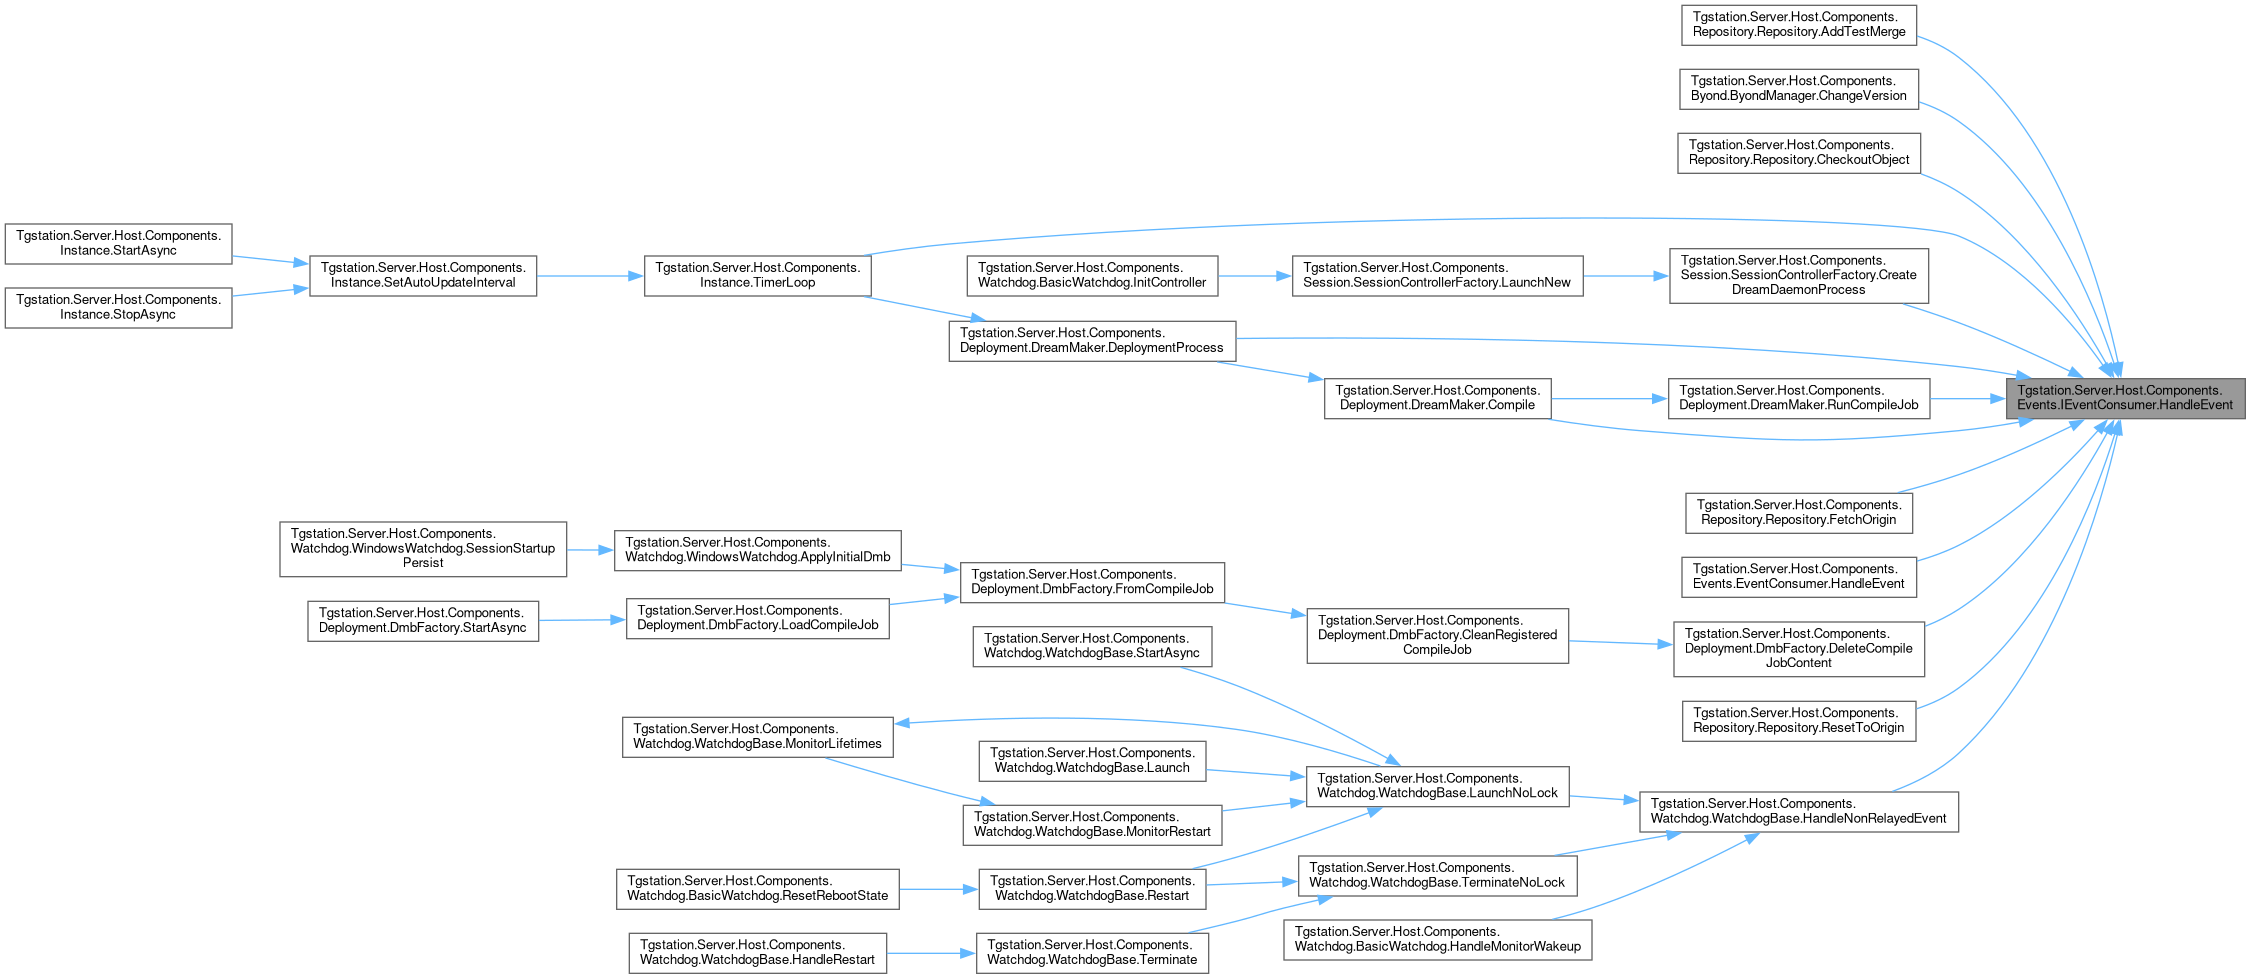 Tgstation.Server.Host.Components.
Repository.Repository.AddTestMerge
Tgstation.Server.Host.Components.
Byond.ByondManager.ChangeVersion
Tgstation.Server.Host.Components.
Repository.Repository.CheckoutObject
Tgstation.Server.Host.Components.
Instance.StartAsync
Tgstation.Server.Host.Components.
Instance.StopAsync
Tgstation.Server.Host.Components.
Instance.SetAutoUpdateInterval
Tgstation.Server.Host.Components.
Instance.TimerLoop
Tgstation.Server.Host.Components.
Watchdog.BasicWatchdog.InitController
Tgstation.Server.Host.Components.
Session.SessionControllerFactory.LaunchNew
Tgstation.Server.Host.Components.
Session.SessionControllerFactory.Create
DreamDaemonProcess
Tgstation.Server.Host.Components.
Deployment.DreamMaker.DeploymentProcess
Tgstation.Server.Host.Components.
Deployment.DreamMaker.Compile
Tgstation.Server.Host.Components.
Deployment.DreamMaker.RunCompileJob
Tgstation.Server.Host.Components.
Events.IEventConsumer.HandleEvent
Tgstation.Server.Host.Components.
Repository.Repository.FetchOrigin
Tgstation.Server.Host.Components.
Events.EventConsumer.HandleEvent
Tgstation.Server.Host.Components.
Watchdog.WindowsWatchdog.SessionStartup
Persist
Tgstation.Server.Host.Components.
Watchdog.WindowsWatchdog.ApplyInitialDmb
Tgstation.Server.Host.Components.
Deployment.DmbFactory.FromCompileJob
Tgstation.Server.Host.Components.
Deployment.DmbFactory.StartAsync
Tgstation.Server.Host.Components.
Deployment.DmbFactory.LoadCompileJob
Tgstation.Server.Host.Components.
Deployment.DmbFactory.CleanRegistered
CompileJob
Tgstation.Server.Host.Components.
Deployment.DmbFactory.DeleteCompile
JobContent
Tgstation.Server.Host.Components.
Watchdog.WatchdogBase.StartAsync
Tgstation.Server.Host.Components.
Repository.Repository.ResetToOrigin
Tgstation.Server.Host.Components.
Watchdog.WatchdogBase.MonitorLifetimes
Tgstation.Server.Host.Components.
Watchdog.WatchdogBase.Launch
Tgstation.Server.Host.Components.
Watchdog.WatchdogBase.LaunchNoLock
Tgstation.Server.Host.Components.
Watchdog.WatchdogBase.HandleNonRelayedEvent
Tgstation.Server.Host.Components.
Watchdog.WatchdogBase.MonitorRestart
Tgstation.Server.Host.Components.
Watchdog.BasicWatchdog.ResetRebootState
Tgstation.Server.Host.Components.
Watchdog.WatchdogBase.Restart
Tgstation.Server.Host.Components.
Watchdog.WatchdogBase.TerminateNoLock
Tgstation.Server.Host.Components.
Watchdog.BasicWatchdog.HandleMonitorWakeup
Tgstation.Server.Host.Components.
Watchdog.WatchdogBase.HandleRestart
Tgstation.Server.Host.Components.
Watchdog.WatchdogBase.Terminate